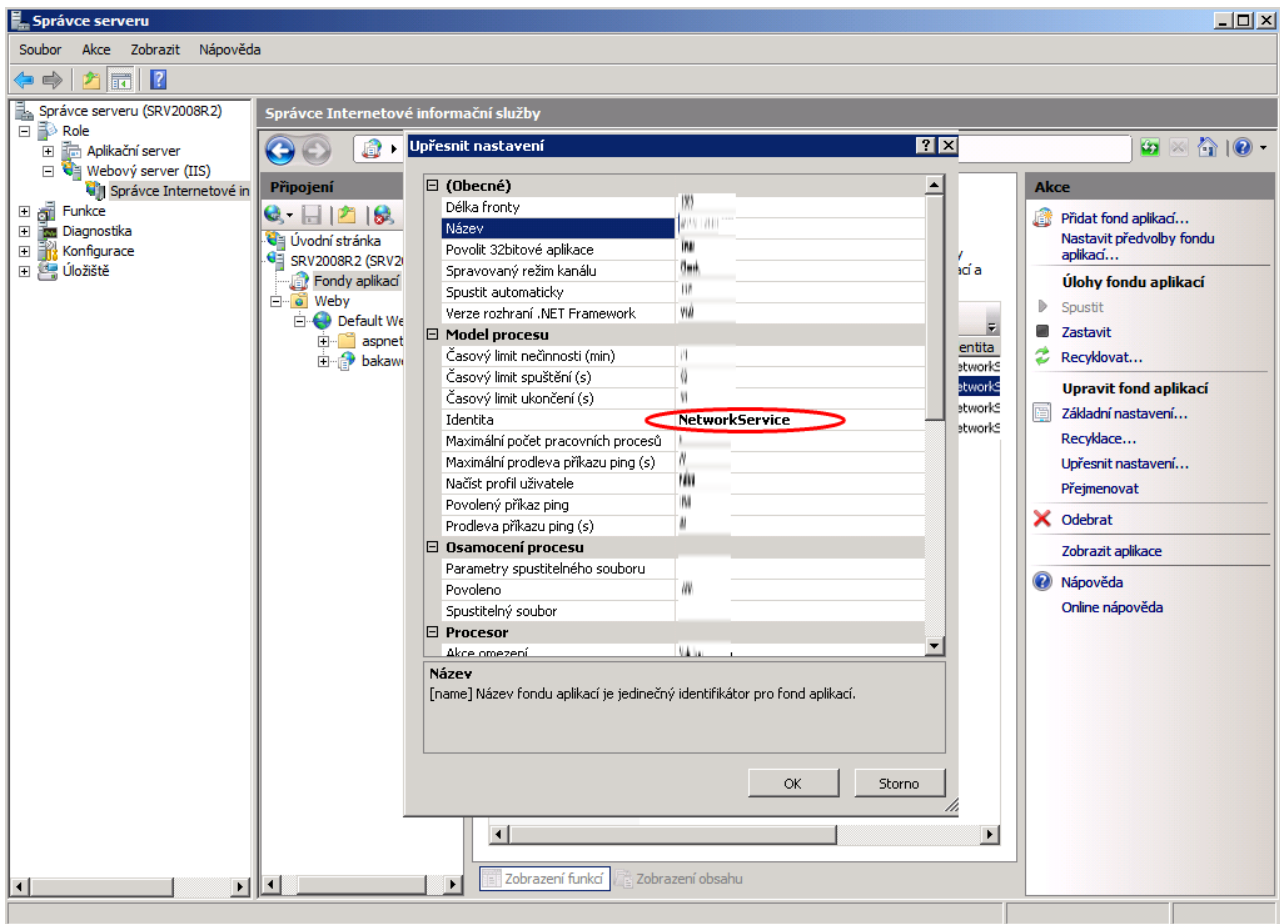 Správce serveru
Soubor Akce Zobrazit Nápověda
Správce serveru (SRV2008R2)
Role
Aplikační server
Webový server (IIS)
Správce Internetové in
Funkce
Diagnostika
Konfigurace
Úložiště
Správce Internetové informační služby
Připojení
Úvodní stránka
SRV2008R2 (SRV20
Fondy aplikací
Weby
Default We
aspnet
bakaw
Upřesnit nastavení
(Obecné)
Délka fronty
Název
Povolit 32bitové aplikace
Spravovaný režim kanálu
Spustit automaticky
Verze rozhraní .NET Framework
Model procesu
Časový limit nečinnosti (min)
Časový limit spuštění (s)
Časový limit ukončení (s)
Identita NetworkService
Maximální počet pracovních procesů
Maximální prodleva příkazu ping (s)
Načíst profil uživatele
Povolený příkaz ping
Prodleva příkazu ping (s)
Osamocení procesu
Parametry spustitelného souboru
Povoleno
Spustitelný soubor
Procesor
Akce omezení
Název
[name] Název fondu aplikací je jedinečný identifikátor pro fond aplikací.
OK Storno
ací a
entita
etworkS
etworkS
etworkS
etworkS
Zobrazení funkcí Zobrazení obsahu
Akce
Přidat fond aplikací...
Nastavit předvolby fondu
aplikací...
Úlohy fondu aplikací
Spustit
Zastavit
Recyklovat...
Upravit fond aplikací
Základní nastavení...
Recyklace...
Upřesnit nastavení...
Přejmenovat
Odebrat
Zobrazit aplikace
Nápověda
Online nápověda